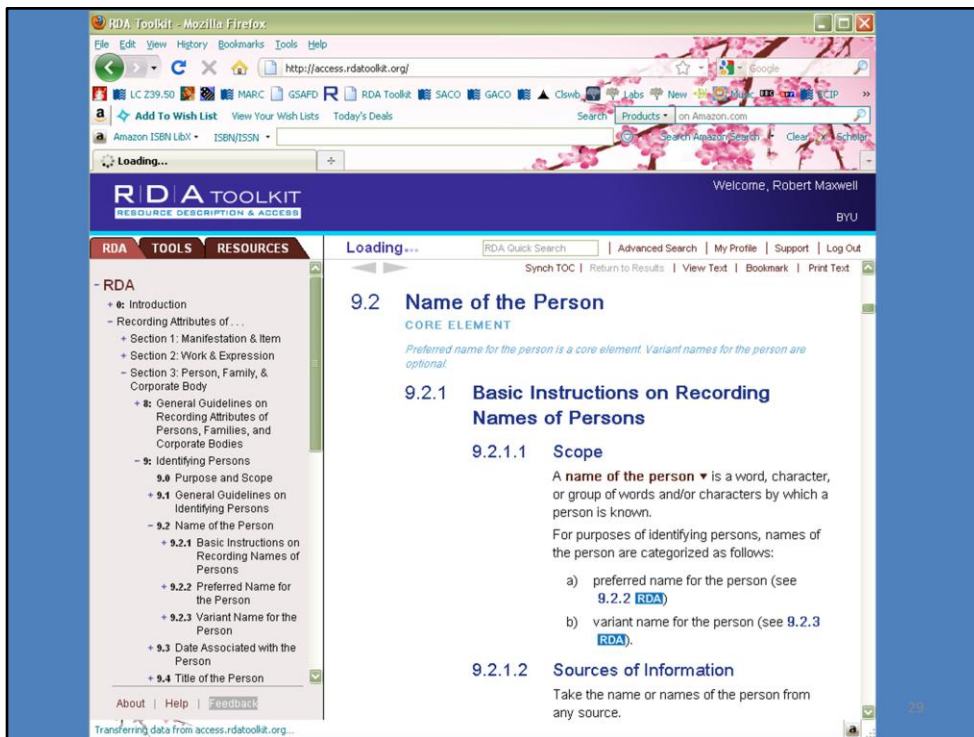 RDA Toolkit - Mozilla Firefox
File Edit View History Bookmarks Tools Help
http://access.rdatoolkit.org/
Google
LC Z39.50 MARC GSAFD RDA Toolkit SACO GACO Clswb Labs New Music ECIP »
Add To Wish List View Your Wish Lists Today's Deals Search Products on Amazon.com
Amazon ISBN LibX ISBN/ISSN Search Amazon Search Clear Scholar
Loading...
RDA TOOLKIT
RESOURCE DESCRIPTION & ACCESS
Welcome, Robert Maxwell
BYU
RDA TOOLS RESOURCES
Loading... RDA Quick Search | Advanced Search | My Profile | Support | Log Out
Synch TOC | Return to Results | View Text | Bookmark | Print Text
- RDA
+ 0: Introduction
- Recording Attributes of . . .
+ Section 1: Manifestation & Item
+ Section 2: Work & Expression
- Section 3: Person, Family, &
Corporate Body
+ 8: General Guidelines on
Recording Attributes of
Persons, Families, and
Corporate Bodies
- 9: Identifying Persons
9.0 Purpose and Scope
+ 9.1 General Guidelines on
Identifying Persons
- 9.2 Name of the Person
+ 9.2.1 Basic Instructions on
Recording Names of
Persons
+ 9.2.2 Preferred Name for
the Person
+ 9.2.3 Variant Name for the
Person
+ 9.3 Date Associated with the
Person
+ 9.4 Title of the Person
About | Help | Feedback
9.2 Name of the Person
CORE ELEMENT
Preferred name for the person is a core element. Variant names for the person are
optional.
9.2.1 Basic Instructions on Recording
Names of Persons
9.2.1.1 Scope
A name of the person ▼ is a word, character,
or group of words and/or characters by which a
person is known.
For purposes of identifying persons, names of
the person are categorized as follows:
a) preferred name for the person (see
9.2.2 RDA)
b) variant name for the person (see 9.2.3
RDA).
9.2.1.2 Sources of Information
Take the name or names of the person from
any source.
Transferring data from access.rdatoolkit.org...
29